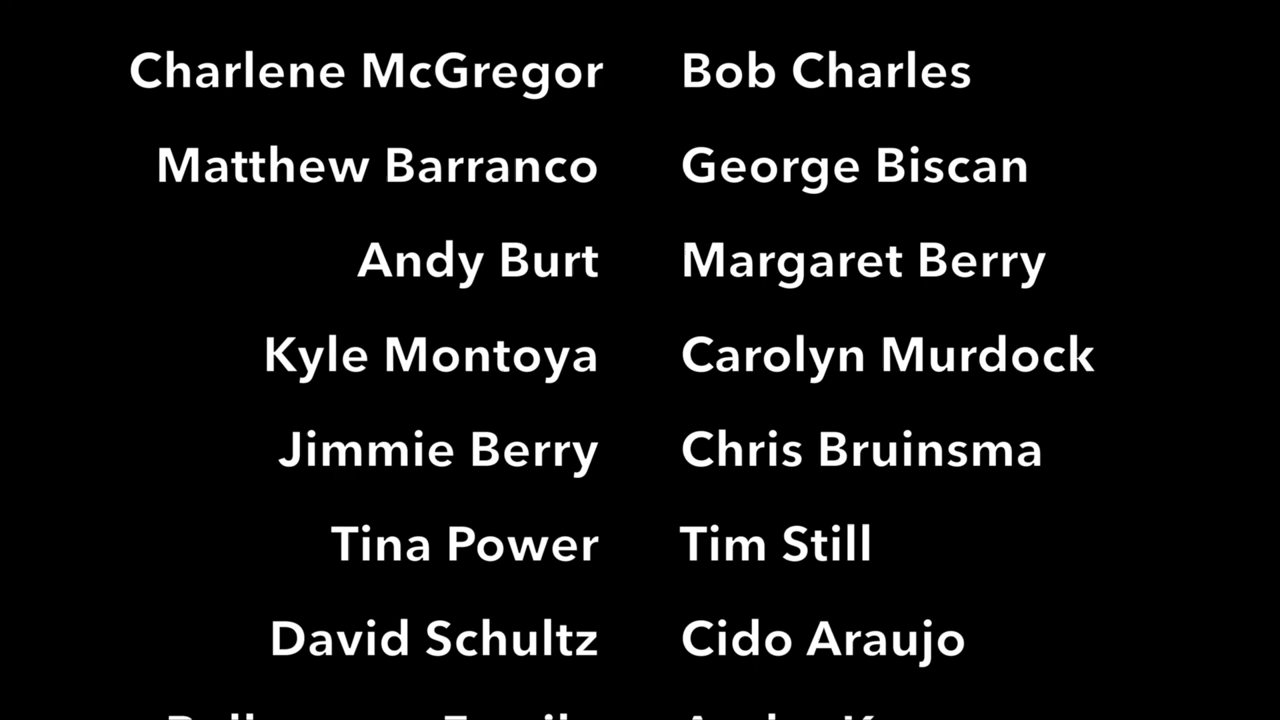 Charlene McGregor Bob Charles
Matthew Barranco George Biscan
Andy Burt Margaret Berry
Kyle Montoya Carolyn Murdock
Jimmie Berry Chris Bruinsma
Tina Power Tim Still
David Schultz Cido Araujo